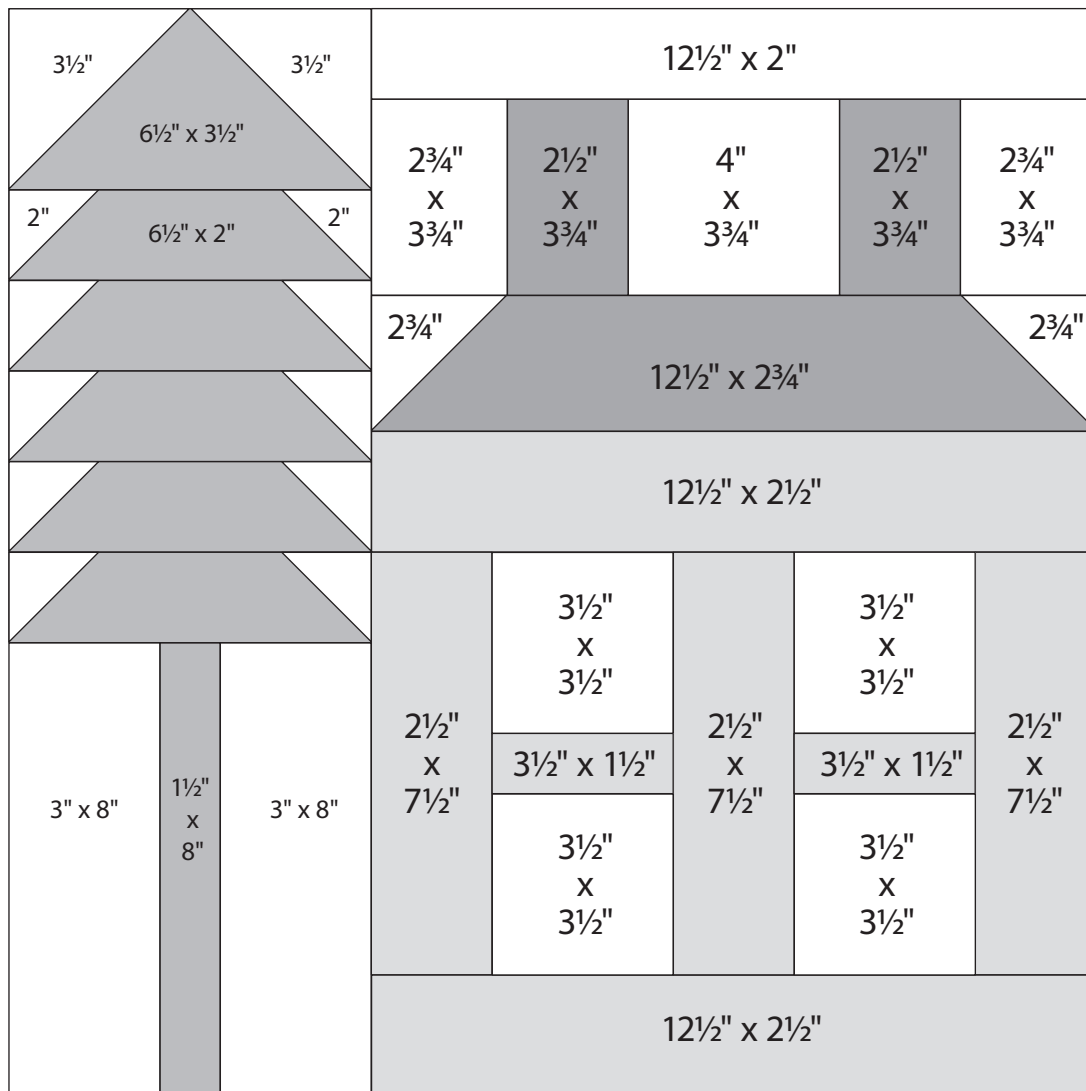 3½"
3½"
6½" x 3½"
2"
6½" x 2"
2"
3" x 8"
1½"
x
8"
3" x 8"
12½" x 2"
2¾"
x
3¾"
2½"
x
3¾"
4"
x
3¾"
2½"
x
3¾"
2¾"
x
3¾"
2¾"
12½" x 2¾"
2¾"
12½" x 2½"
2½"
x
7½"
3½"
x
3½"
3½" x 1½"
3½"
x
3½"
2½"
x
7½"
3½"
x
3½"
3½" x 1½"
3½"
x
3½"
2½"
x
7½"
12½" x 2½"